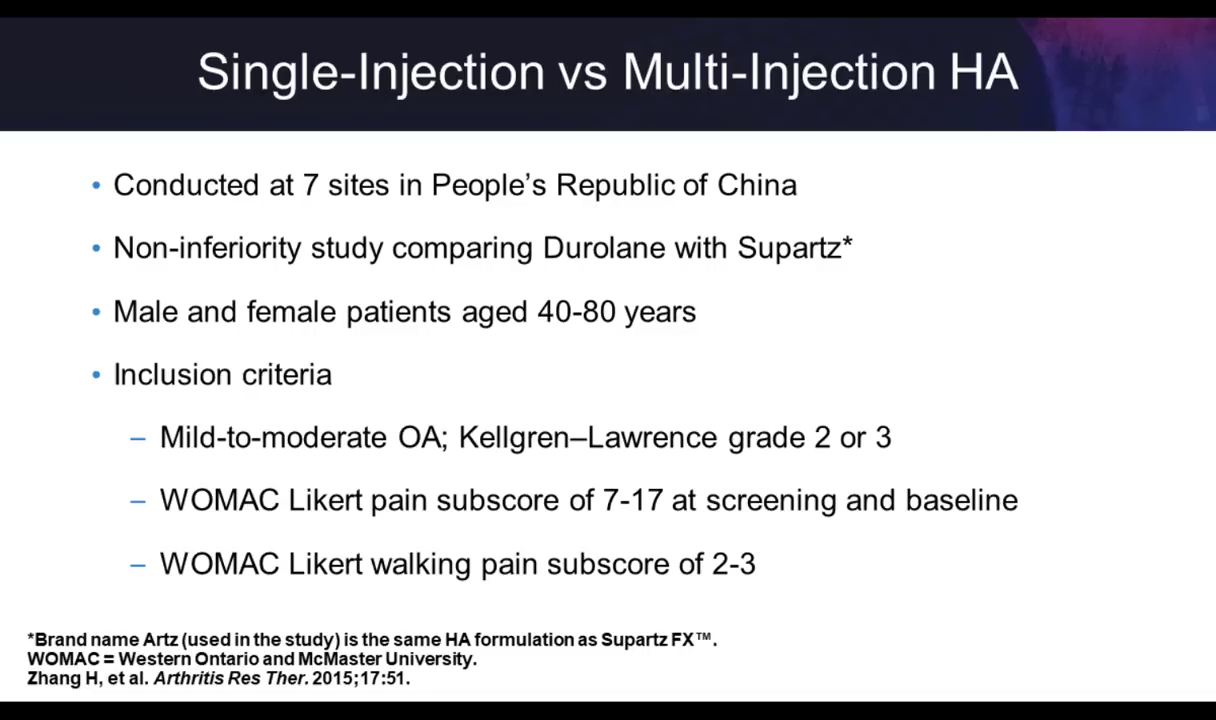 Single-Injection vs Multi-Injection HA
• Conducted at 7 sites in People’s Republic of China
• Non-inferiority study comparing Durolane with Supartz*
• Male and female patients aged 40-80 years
• Inclusion criteria
– Mild-to-moderate OA; Kellgren–Lawrence grade 2 or 3
– WOMAC Likert pain subscore of 7-17 at screening and baseline
– WOMAC Likert walking pain subscore of 2-3
*Brand name Artz (used in the study) is the same HA formulation as Supartz FX™.
WOMAC = Western Ontario and McMaster University.
Zhang H, et al. Arthritis Res Ther. 2015;17:51.